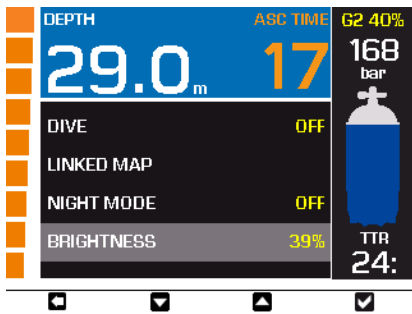 DEPTH ASC TIME G2 40%
29.0m 17 168
bar
DIVE OFF
LINKED MAP
NIGHT MODE OFF
BRIGHTNESS 39%
TTR
24: